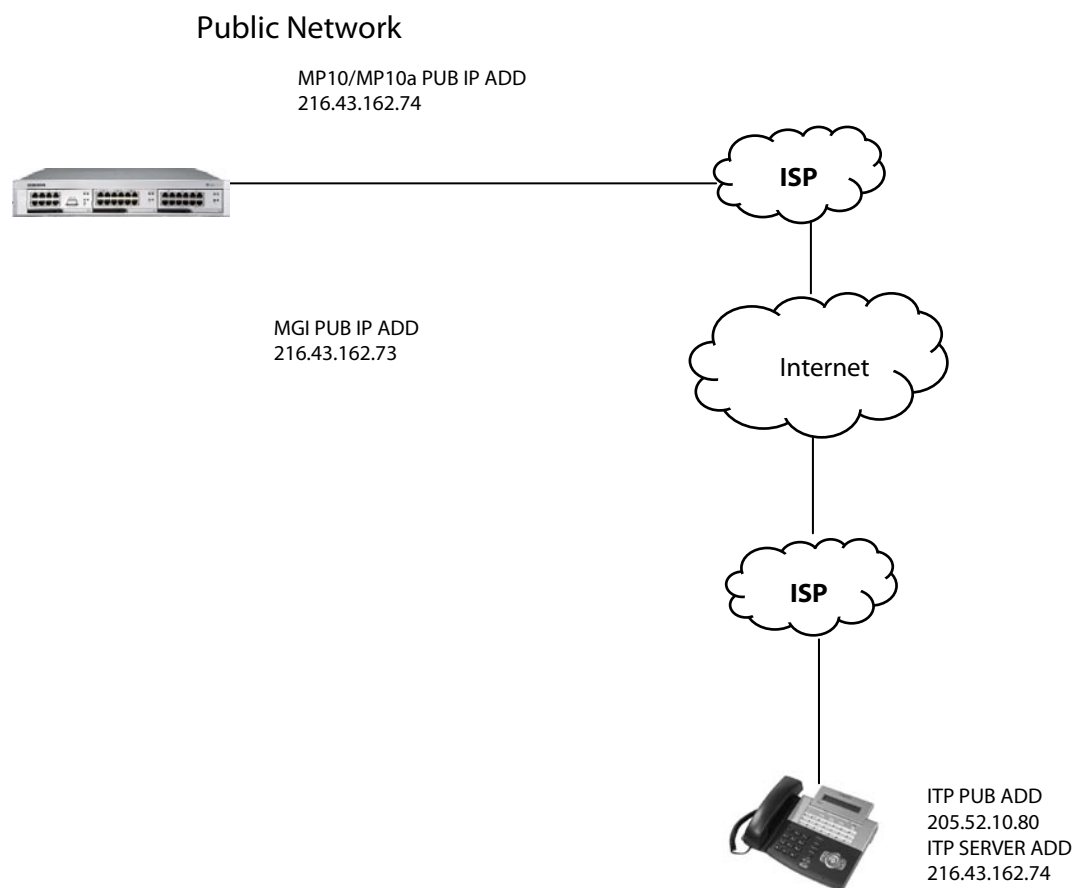 Public Network
MP10/MP10a PUB IP ADD
216.43.162.74
ISP
MGI PUB IP ADD
216.43.162.73
Internet
ISP
ITP PUB ADD
205.52.10.80
ITP SERVER ADD
216.43.162.74